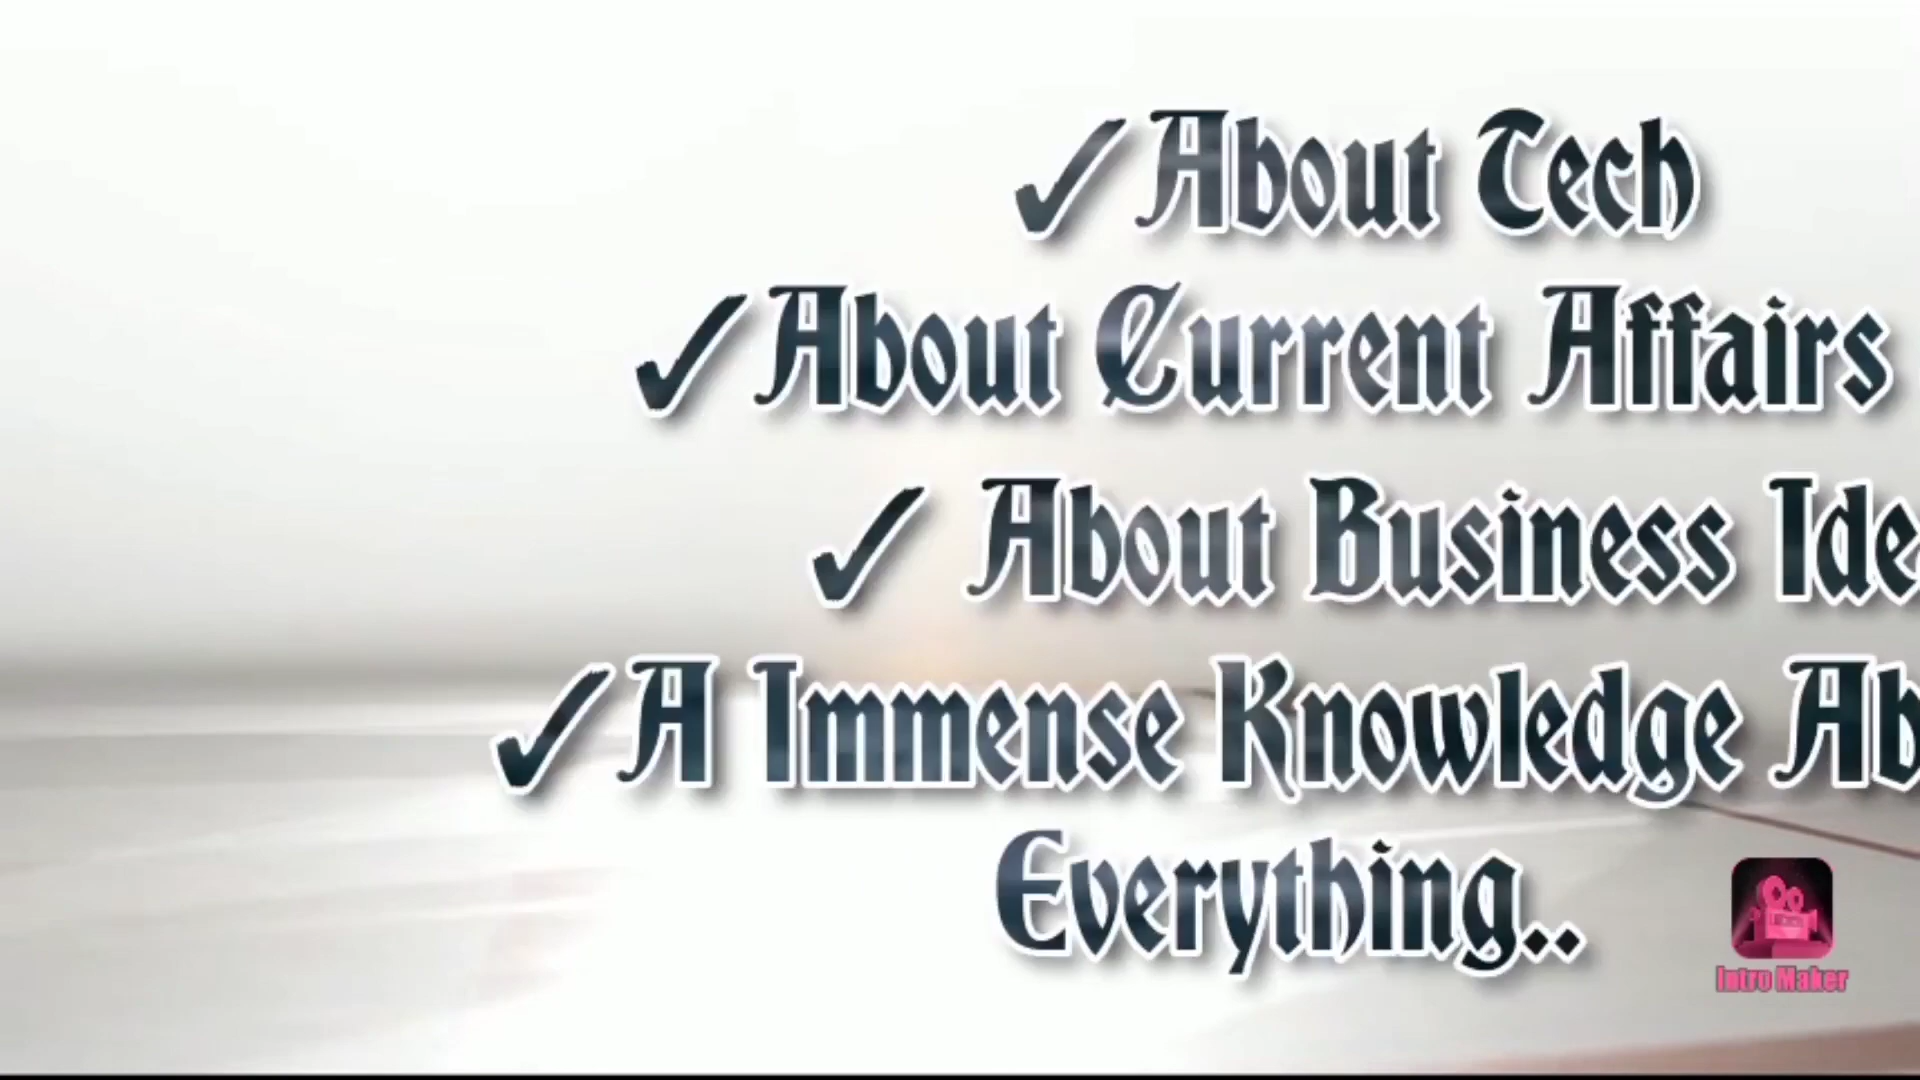 ✓About Tech
✓About Current Affairs
✓ About Business Ide
✓A Immense Knowledge Ab
Everything..
Intro Maker